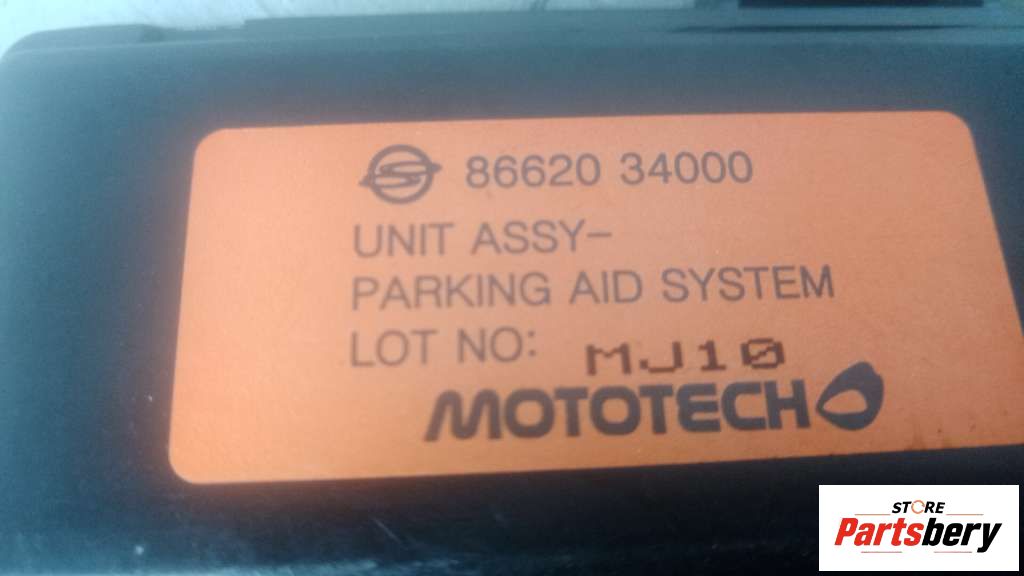 86620 34000
UNIT ASSY-
PARKING AID SYSTEM
LOT NO: MJ10
MOTOTECH
STORE
Partsbery